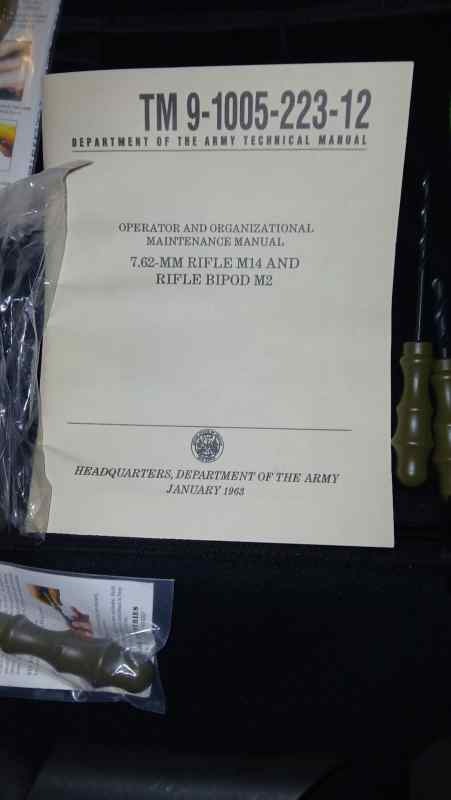 TM 9-1005-223-12
DEPARTMENT OF THE ARMY TECHNICAL MANUAL
OPERATOR AND ORGANIZATIONAL
MAINTENANCE MANUAL
7.62-MM RIFLE M14 AND
RIFLE BIPOD M2
HEADQUARTERS, DEPARTMENT OF THE ARMY
JANUARY 1963